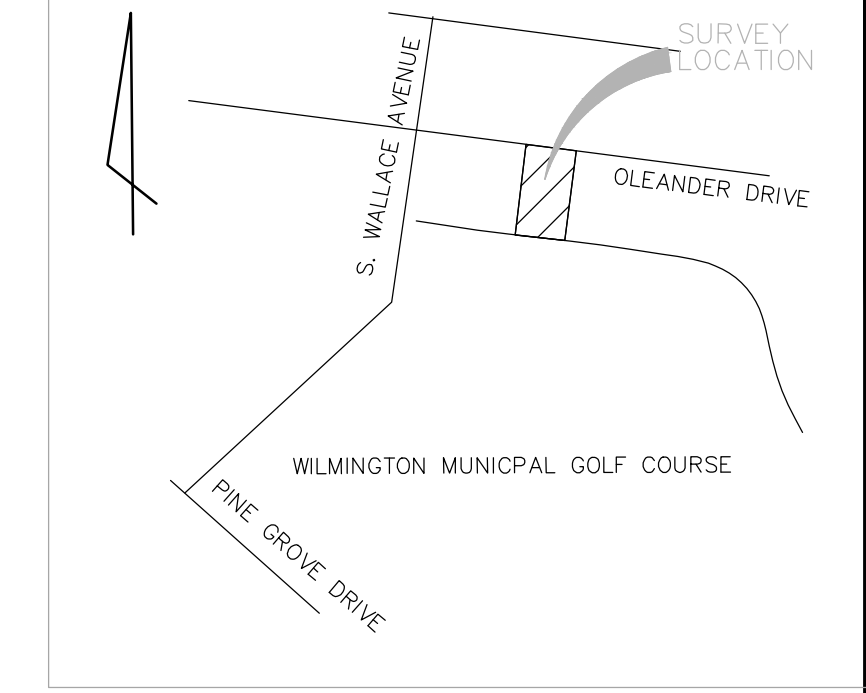 SURVEY
LOCATION
S. WALLACE AVENUE
OLEANDER DRIVE
WILMINGTON MUNICPAL GOLF COURSE
PINE GROVE DRIVE